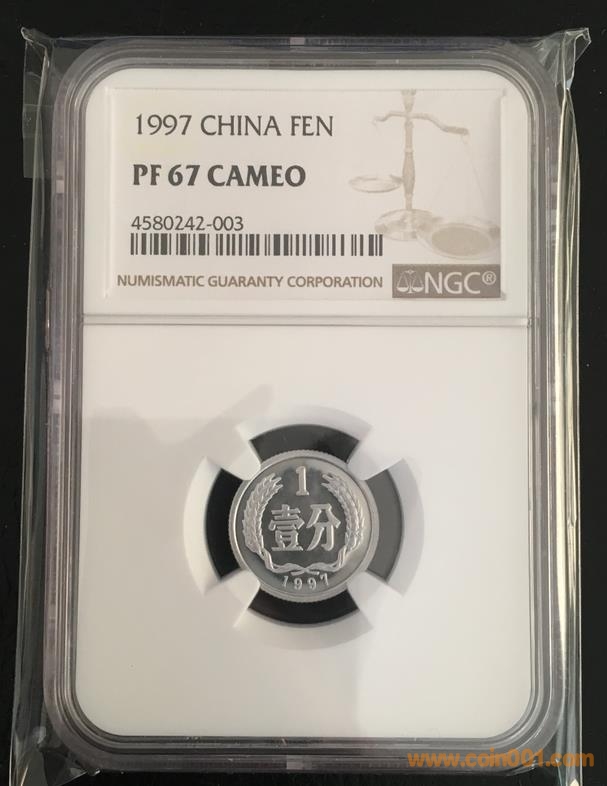 1997 CHINA FEN
PF 67 CAMEO
4580242-003
NUMISMATIC GUARANTY CORPORATION
NGC®
1
壹分
1997
www.coin001.com